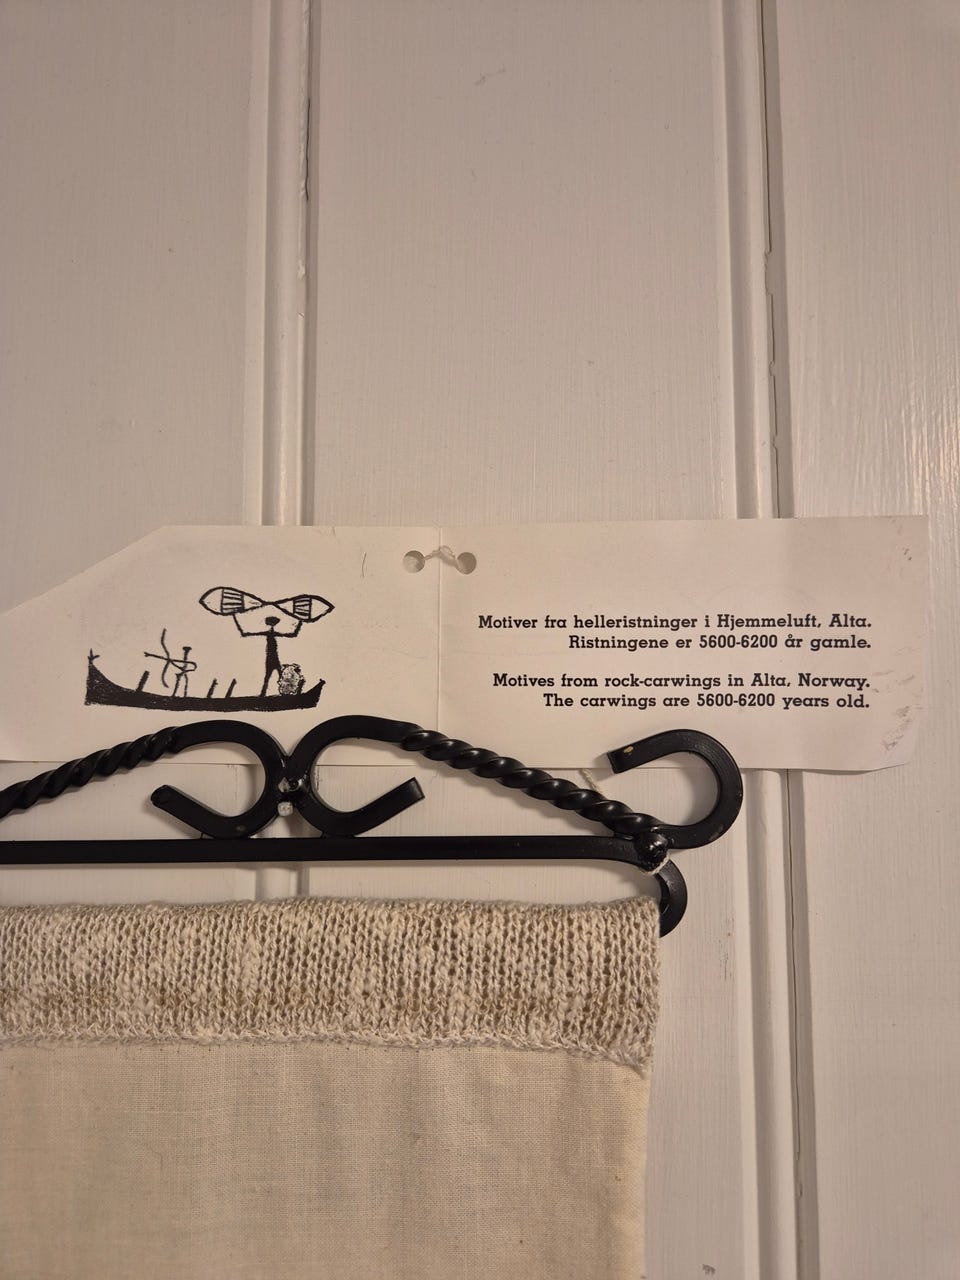 Motiver fra helleristninger i Hjemmeluft, Alta.
Ristningene er 5600-6200 år gamle.
Motives from rock-carwings in Alta, Norway.
The carwings are 5600-6200 years old.